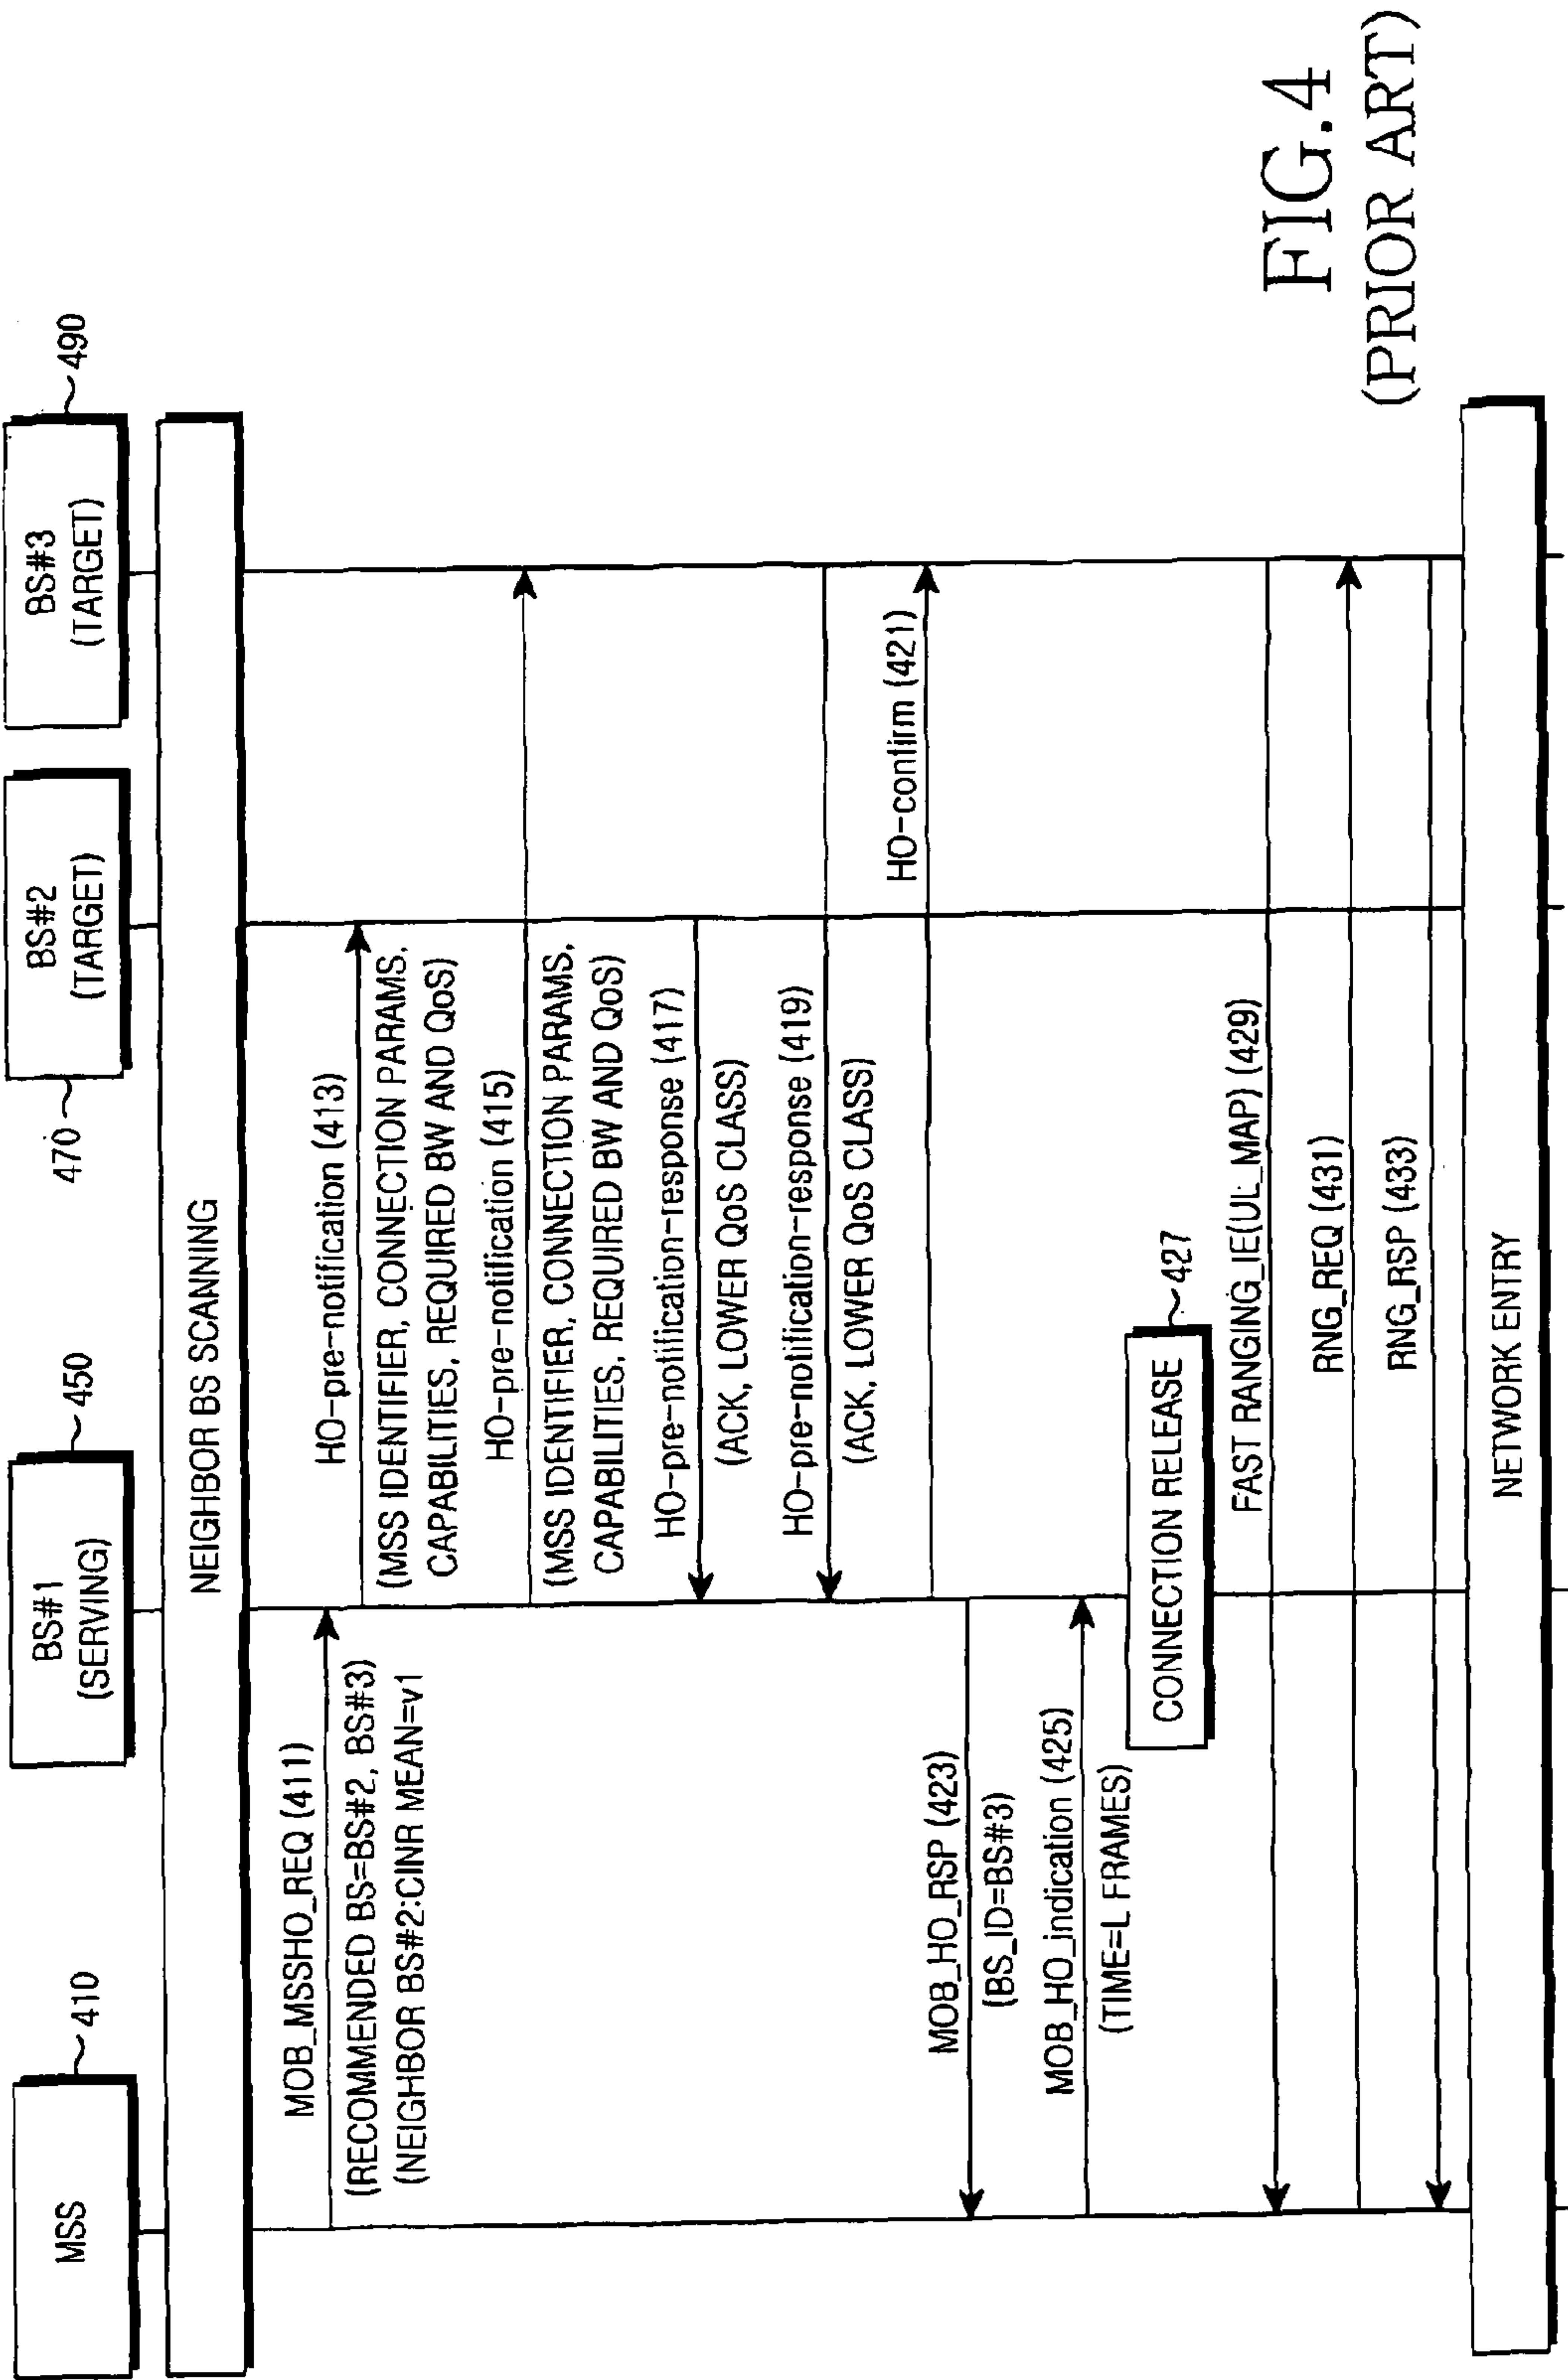 MSS
410
BS#1
(SERVING)
450
BS#2
(TARGET)
470
BS#3
(TARGET)
490
NEIGHBOR BS SCANNING
MOB_MSSHO_REQ (411)
(RECOMMENDED BS=BS#2, BS#3)
(NEIGHBOR BS#2:CINR MEAN=v1
HO-pre-notification (413)
(MSS IDENTIFIER, CONNECTION PARAMS,
CAPABILITIES, REQUIRED BW AND QoS)
HO-pre-notification (415)
(MSS IDENTIFIER, CONNECTION PARAMS,
CAPABILITIES, REQUIRED BW AND QoS)
HO-pre-notification-response (417)
(ACK, LOWER QoS CLASS)
HO-pre-notification-response (419)
(ACK, LOWER QoS CLASS)
HO-confirm (421)
MOB_HO_RSP (423)
(BS_ID=BS#3)
MOB_HO_indication (425)
(TIME=L FRAMES)
CONNECTION RELEASE
427
FAST RANGING_IE(UL_MAP) (429)
RNG_REQ (431)
RNG_RSP (433)
NETWORK ENTRY
FIG.4
(PRIOR ART)